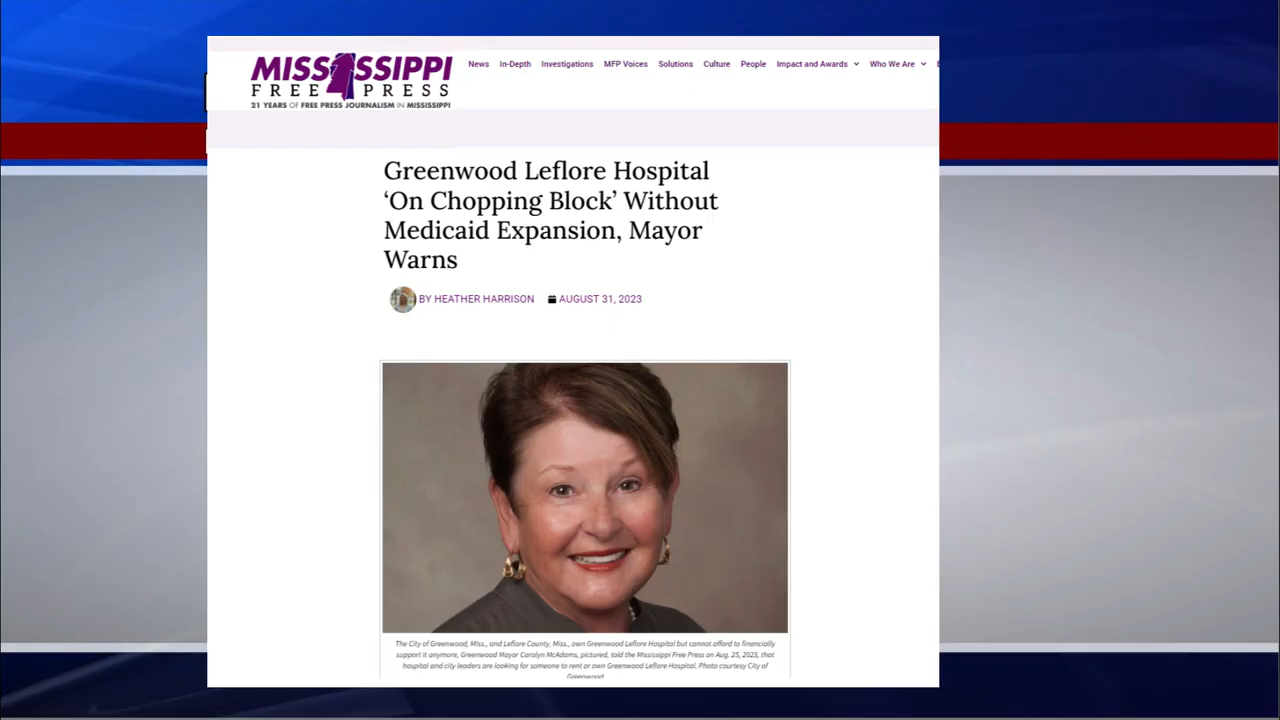 MISSISSIPPI
FREE PRESS
21 YEARS OF FREE PRESS JOURNALISM IN MISSISSIPPI
News In-Depth Investigations MFP Voices Solutions Culture People Impact and Awards Who We Are
Greenwood Leflore Hospital
‘On Chopping Block’ Without
Medicaid Expansion, Mayor
Warns
BY HEATHER HARRISON AUGUST 31, 2023
The City of Greenwood, Miss., and Leflore County, Miss., own Greenwood Leflore Hospital but cannot afford to financially
support it anymore, Greenwood Mayor Carolyn McAdams, pictured, told the Mississippi Free Press on Aug. 25, 2023, that
hospital and city leaders are looking for someone to rent or own Greenwood Leflore Hospital. Photo courtesy City of
Greenwood